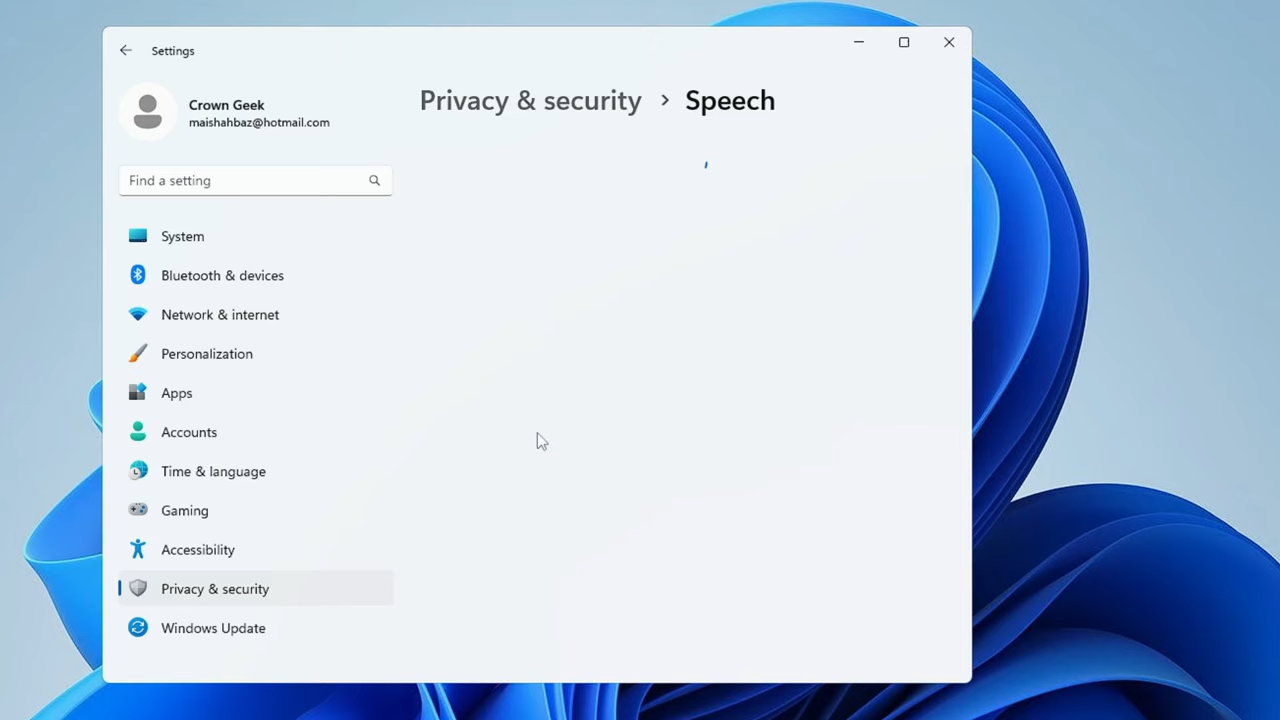 Settings
Crown Geek
maishahbaz@hotmail.com
Find a setting
System
Bluetooth & devices
Network & internet
Personalization
Apps
Accounts
Time & language
Gaming
Accessibility
Privacy & security
Windows Update
Privacy & security > Speech